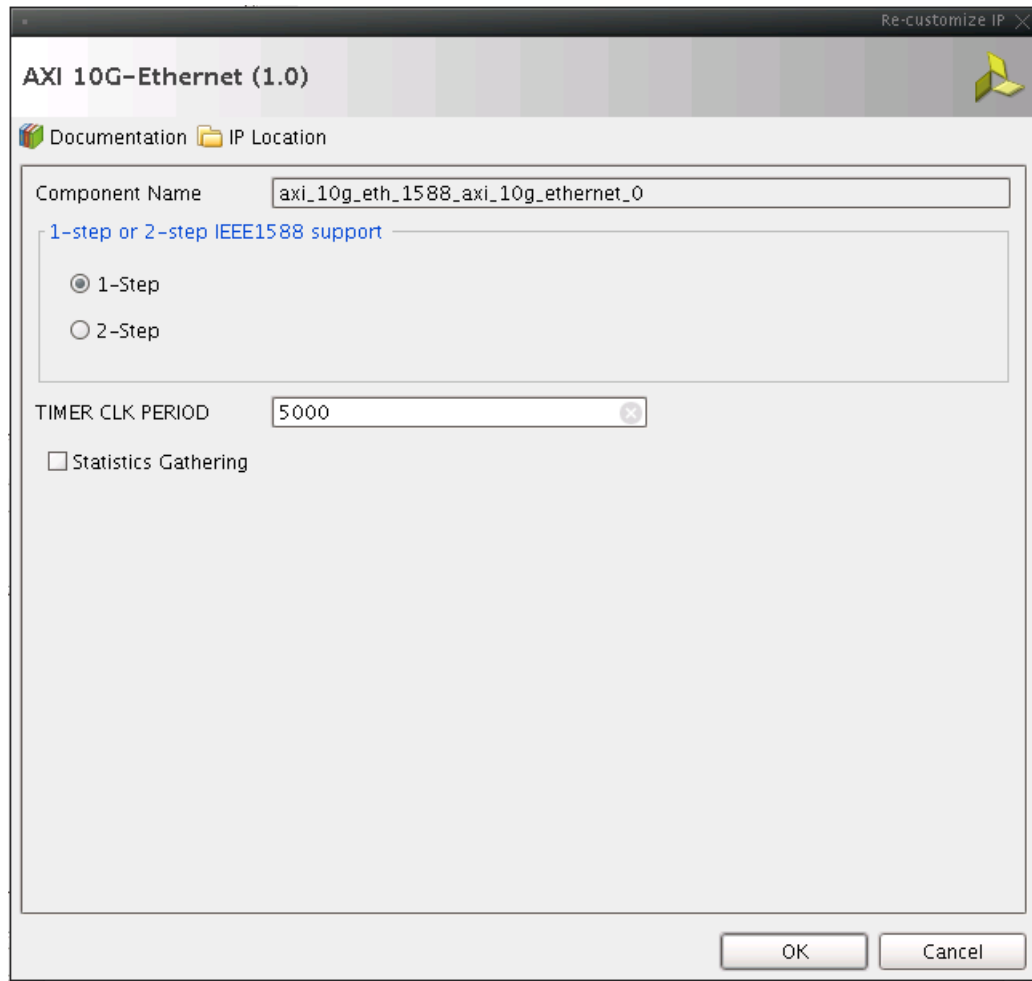 Re-customize IP
AXI 10G-Ethernet (1.0)
Documentation IP Location
Component Name axi_10g_eth_1588_axi_10g_ethernet_0
1-step or 2-step IEEE1588 support
1-Step
2-Step
TIMER CLK PERIOD 5000
Statistics Gathering
OK Cancel